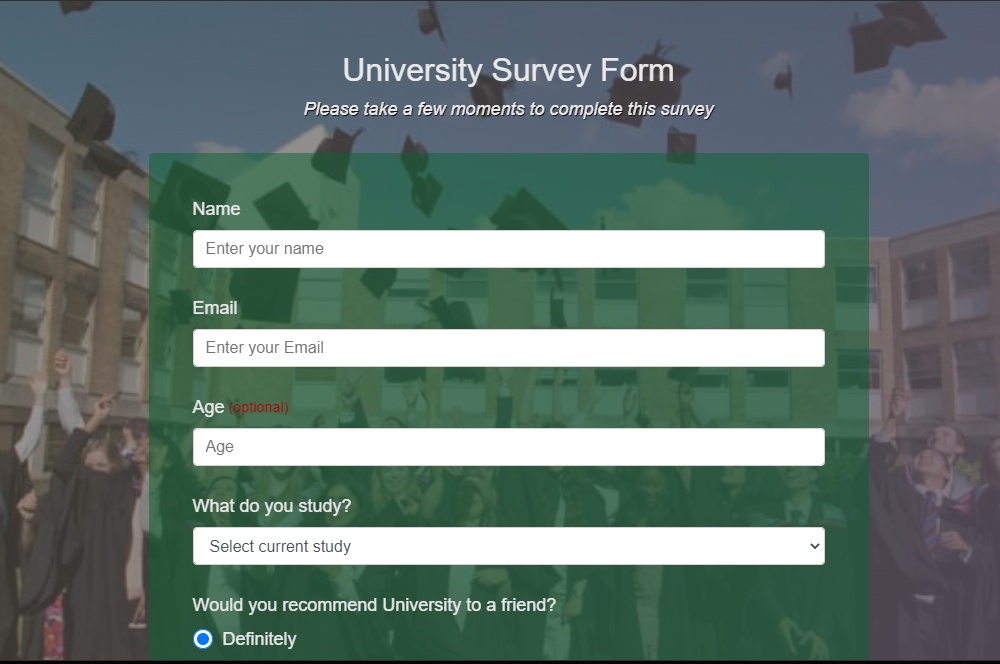 University Survey Form
Please take a few moments to complete this survey
Name
Enter your name
Email
Enter your Email
Age (optional)
Age
What do you study?
Select current study
Would you recommend University to a friend?
Definitely